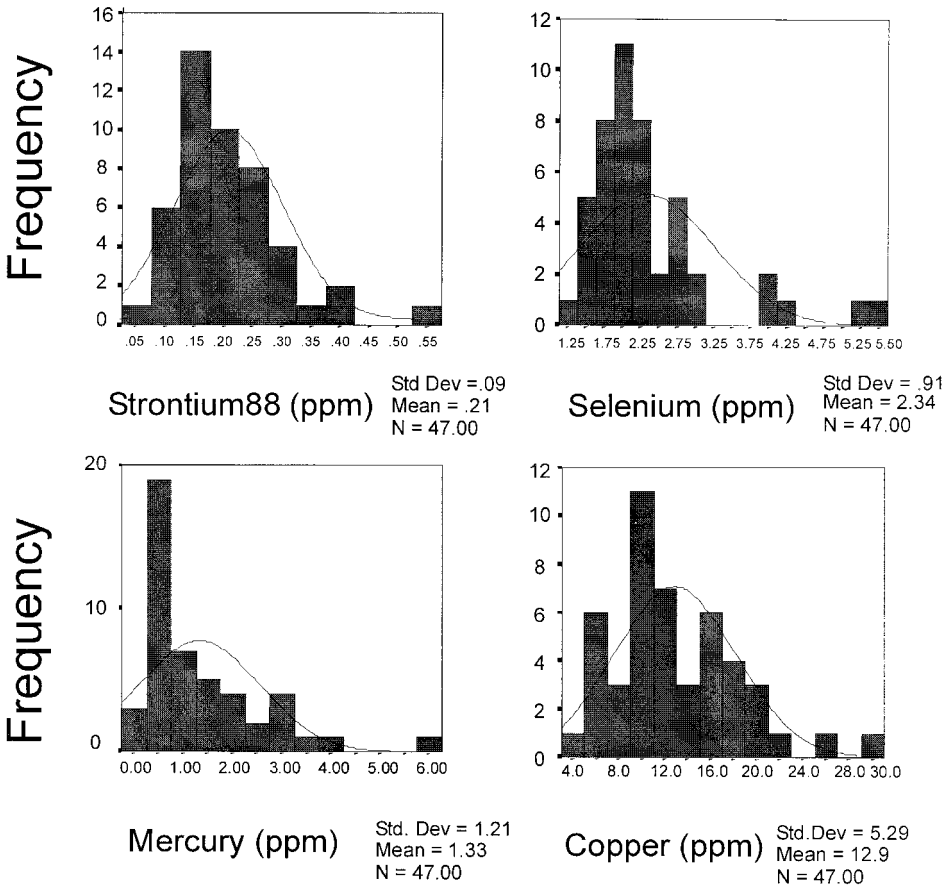 Frequency
16
14
12
10
8
6
4
2
0
.05 .10 .15 .20 .25 .30 .35 .40 .45 .50 .55
Strontium88 (ppm)
Std Dev =.09
Mean = .21
N = 47.00
12
10
8
6
4
2
0
1.25 1.75 2.25 2.75 3.25 3.75 4.25 4.75 5.25 5.50
Selenium (ppm)
Std Dev = .91
Mean = 2.34
N = 47.00
Frequency
20
10
0
0.00 1.00 2.00 3.00 4.00 5.00 6.00
Mercury (ppm)
Std. Dev = 1.21
Mean = 1.33
N = 47.00
12
10
8
6
4
2
0
4.0 8.0 12.0 16.0 20.0 24.0 28.0 30.0
Copper (ppm)
Std.Dev = 5.29
Mean = 12.9
N = 47.00